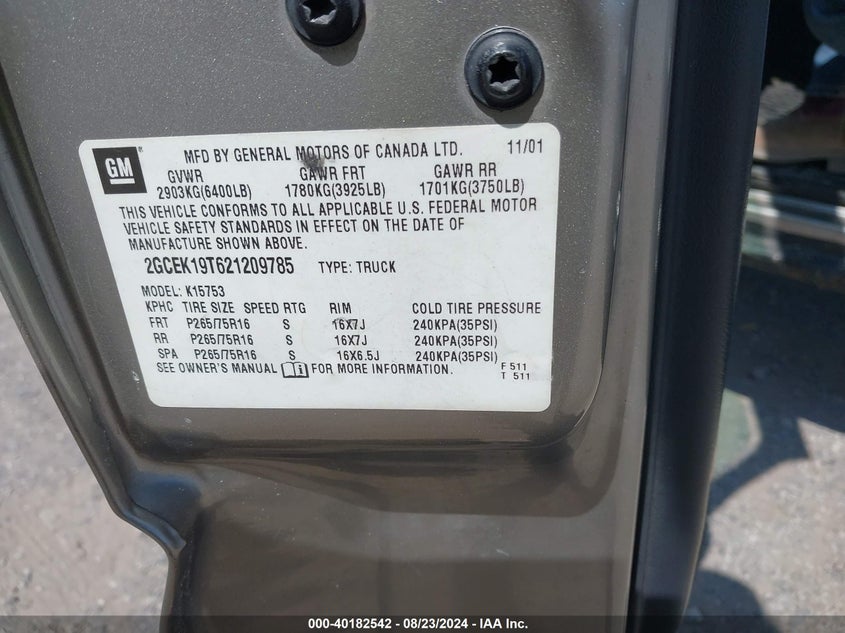 GM ® MFD BY GENERAL MOTORS OF CANADA LTD. 11/01
GVWR GAWR FRT GAWR RR
2903KG(6400LB) 1780KG(3925LB) 1701KG(3750LB)
THIS VEHICLE CONFORMS TO ALL APPLICABLE U.S. FEDERAL MOTOR
VEHICLE SAFETY STANDARDS IN EFFECT ON THE DATE OF
MANUFACTURE SHOWN ABOVE.
2GCEK19T621209785 TYPE: TRUCK
MODEL: K15753
KPHC TIRE SIZE SPEED RTG RIM COLD TIRE PRESSURE
FRT P265/75R16 S 16X7J 240KPA(35PSI)
RR P265/75R16 S 16X7J 240KPA(35PSI)
SPA P265/75R16 S 16X6.5J 240KPA(35PSI)
SEE OWNER'S MANUAL i FOR MORE INFORMATION. F 511
T 511
000-40182542 - 08/23/2024 - IAA Inc.